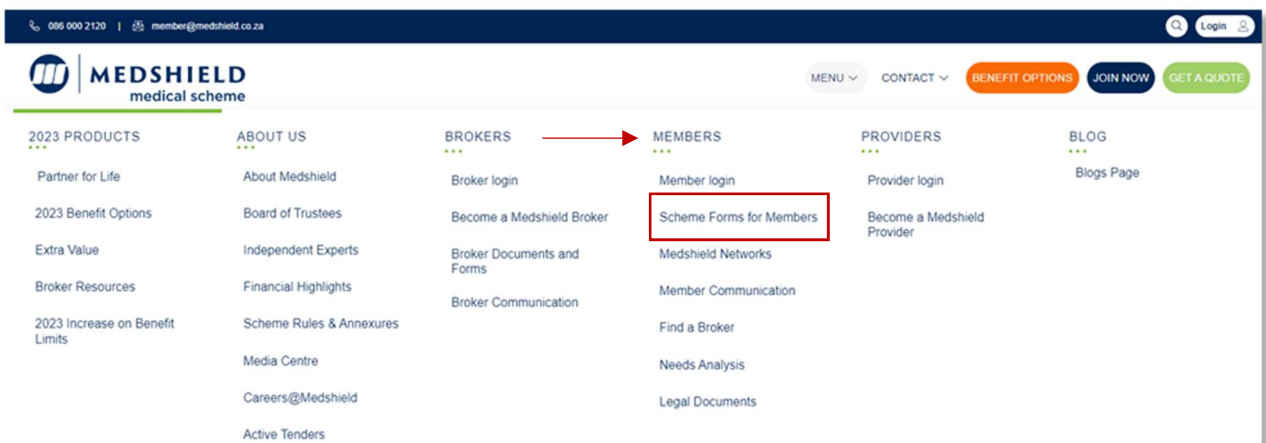 086 000 2120 | member@medshield.co.za
Login
MEDSHIELD
medical scheme
MENU
CONTACT
BENEFIT OPTIONS
JOIN NOW
GET A QUOTE
2023 PRODUCTS
Partner for Life
2023 Benefit Options
Extra Value
Broker Resources
2023 Increase on Benefit
Limits
ABOUT US
About Medshield
Board of Trustees
Independent Experts
Financial Highlights
Scheme Rules & Annexures
Media Centre
Careers@Medshield
Active Tenders
BROKERS
Broker login
Become a Medshield Broker
Broker Documents and
Forms
Broker Communication
MEMBERS
Member login
Scheme Forms for Members
Medshield Networks
Member Communication
Find a Broker
Needs Analysis
Legal Documents
PROVIDERS
Provider login
Become a Medshield
Provider
BLOG
Blogs Page